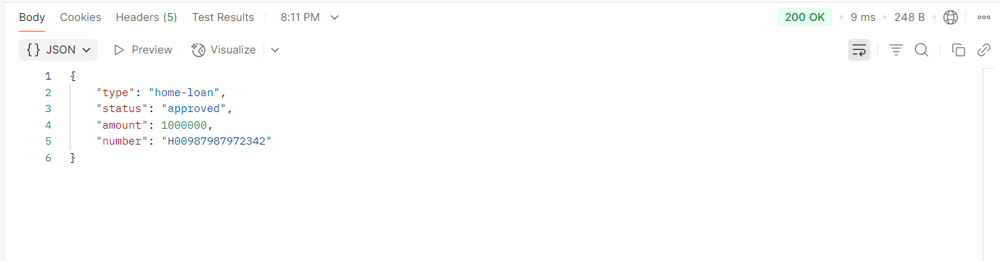 Body Cookies Headers (5) Test Results 8:11 PM 200 OK 9 ms 248 B
{} JSON Preview Visualize
1 {
2 "type": "home-loan",
3 "status": "approved",
4 "amount": 1000000,
5 "number": "H00987987972342"
6 }